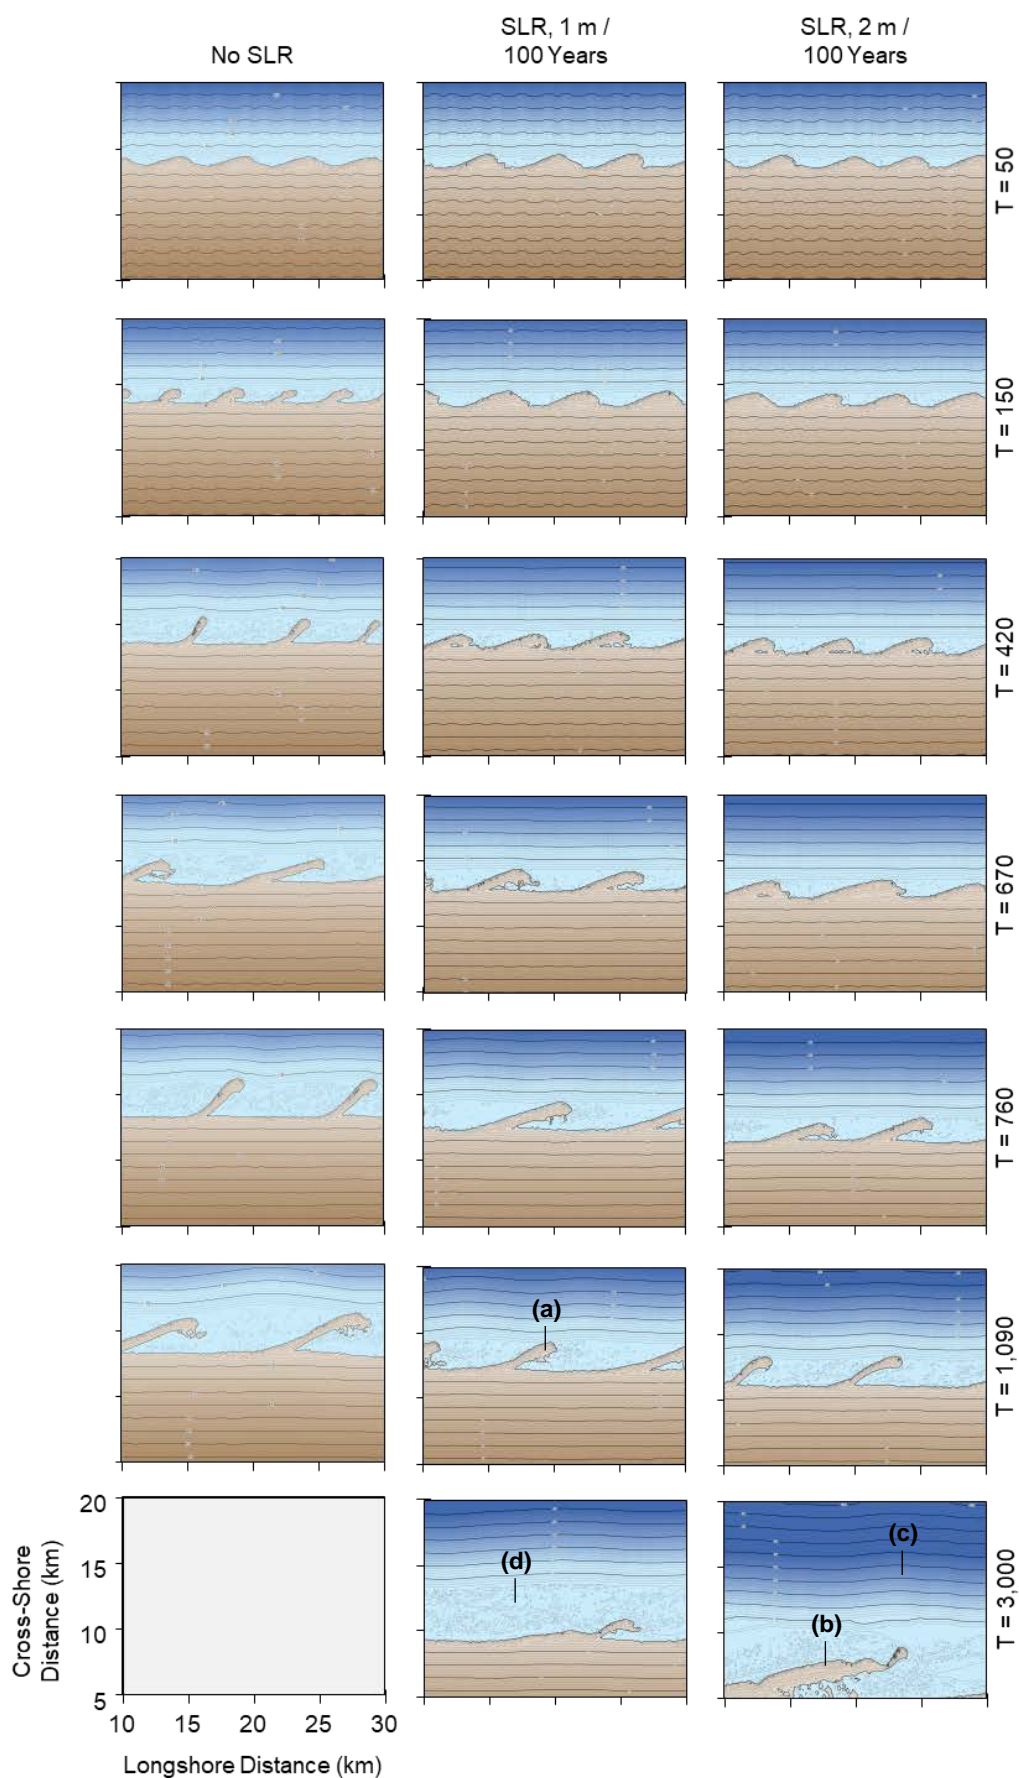 No SLR
SLR, 1 m /
100 Years
SLR, 2 m /
100 Years
T = 50
T = 150
T = 420
T = 670
T = 760
(a)
T = 1,090
20
15
10
5
10
15
20
25
30
Cross-Shore
Distance (km)
Longshore Distance (km)
(d)
(c)
(b)
T = 3,000